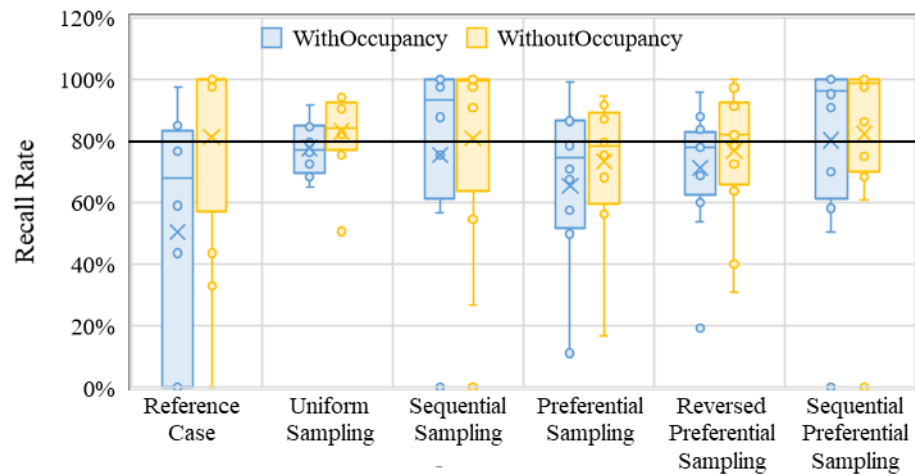 120%
WithOccupancy WithoutOccupancy
100%
80%
60%
40%
20%
0%
Recall Rate
Reference
Case
Uniform
Sampling
Sequential
Sampling
Preferential
Sampling
Reversed
Preferential
Sampling
Sequential
Preferential
Sampling